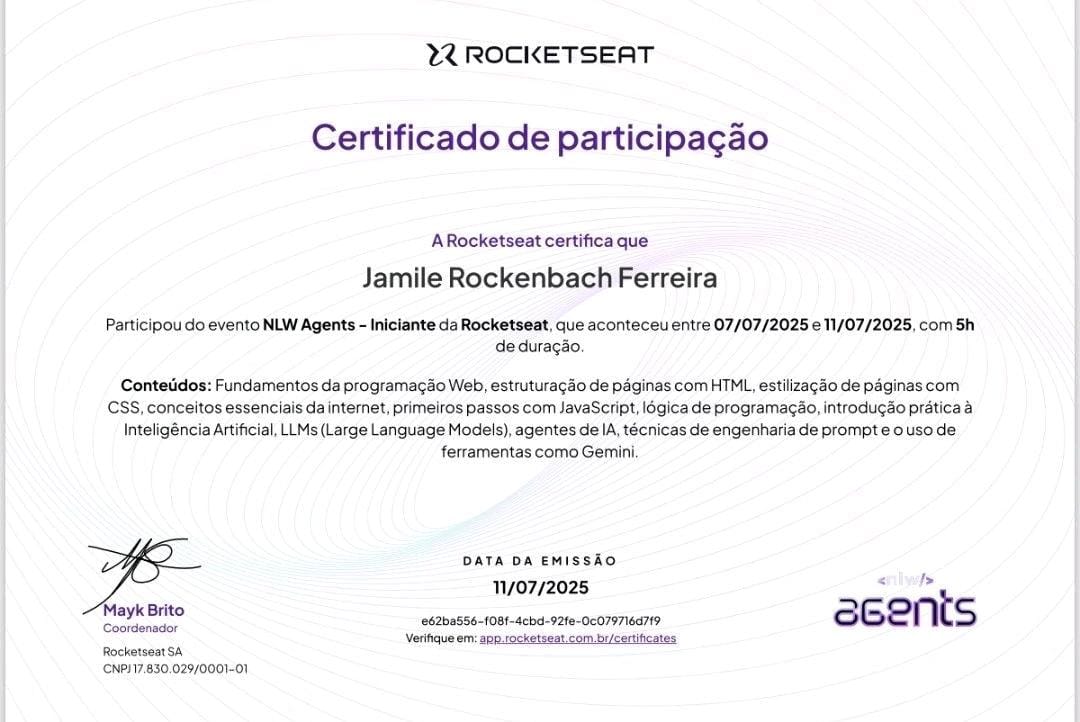 ROCKETSEAT
Certificado de participação
A Rocketseat certifica que
Jamile Rockenbach Ferreira
Participou do evento NLW Agents – Iniciante da Rocketseat, que aconteceu entre 07/07/2025 e 11/07/2025, com 5h
de duração.
Conteúdos: Fundamentos da programação Web, estruturação de páginas com HTML, estilização de páginas com
CSS, conceitos essenciais da internet, primeiros passos com JavaScript, lógica de programação, introdução prática à
Inteligência Artificial, LLMs (Large Language Models), agentes de IA, técnicas de engenharia de prompt e o uso de
ferramentas como Gemini.
Mayk Brito
Coordenador
Rocketseat SA
CNPJ 17.830.029/0001-01
DATA DA EMISSÃO
11/07/2025
e62ba556-f08f-4cbd-92fe-0c079716d7f9
Verifique em: app.rocketseat.com.br/certificates
<nlw/>
agents